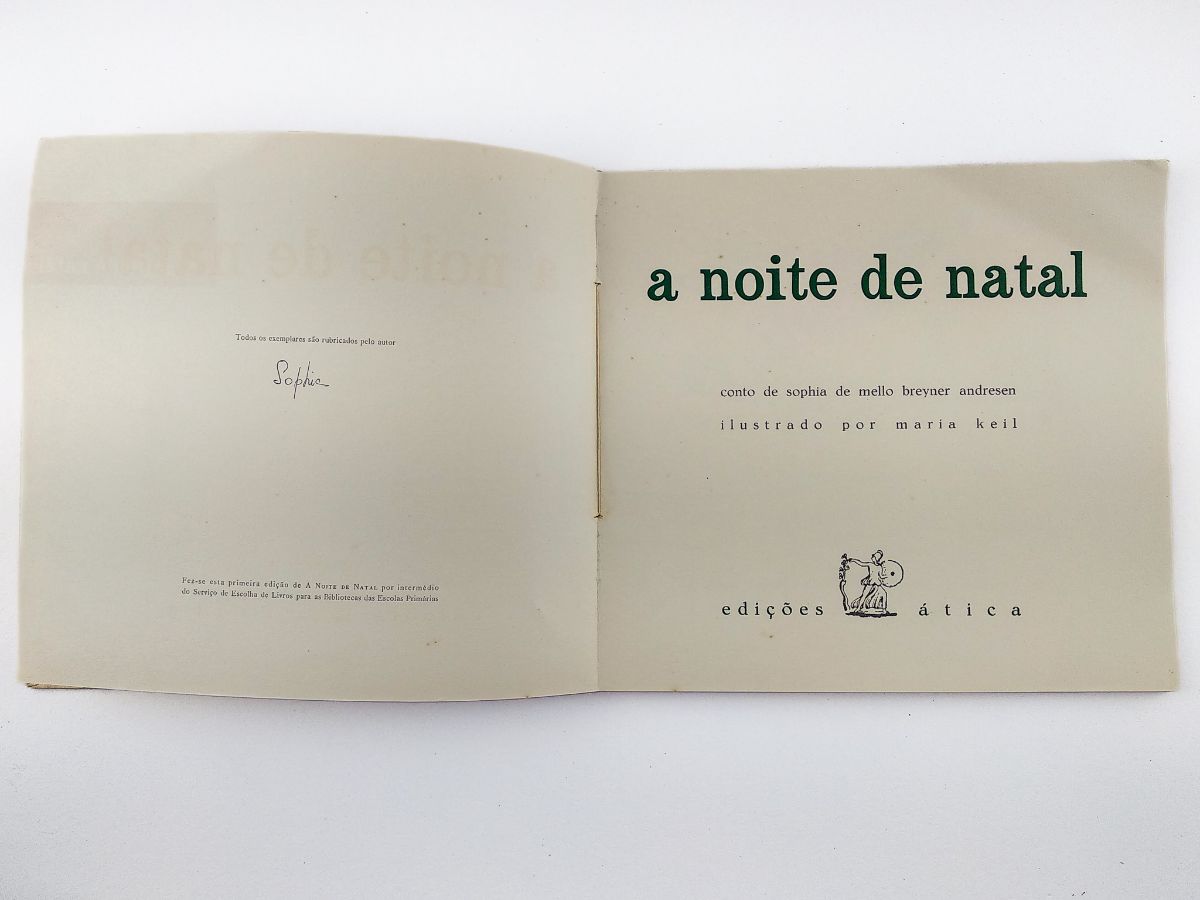 Todos os exemplares são rubricados pelo autor
Sophia
Fez-se esta primeira edição de A NOITE DE NATAL por intermédio
do Serviço de Escolha de Livros para as Bibliotecas das Escolas Primárias
a noite de natal
conto de sophia de mello breyner andresen
ilustrado por maria keil
edições ática